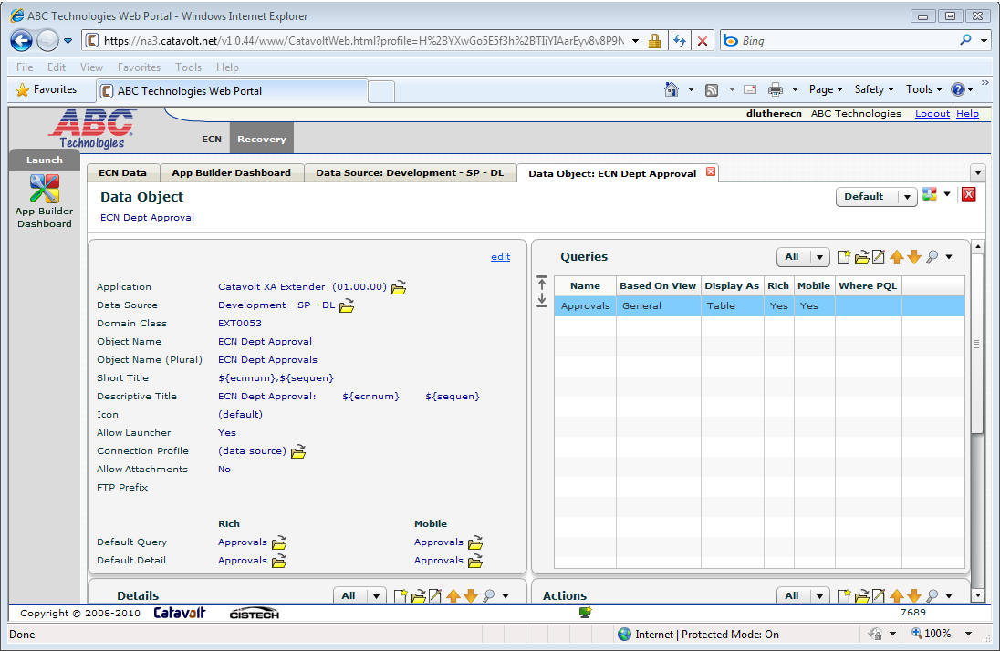 ABC Technologies Web Portal - Windows Internet Explorer
https://na3.catavolt.net/v1.0.44/www/CatavoltWeb.html?profile=H%2BYXwGo5E5f3h%2BTIiYIAarEyv8v8P9N
Bing
File Edit View Favorites Tools Help
Favorites ABC Technologies Web Portal Page Safety Tools
dlutherecn ABC Technologies Logout Help
ABC
Technologies
ECN Recovery
Launch
App Builder
Dashboard
ECN Data App Builder Dashboard Data Source: Development - SP - DL Data Object: ECN Dept Approval
Data Object
Default
ECN Dept Approval
edit
Application Catavolt XA Extender (01.00.00)
Data Source Development - SP - DL
Domain Class EXT0053
Object Name ECN Dept Approval
Object Name (Plural) ECN Dept Approvals
Short Title ${ecnnum},${sequen}
Descriptive Title ECN Dept Approval: ${ecnnum} ${sequen}
Icon (default)
Allow Launcher Yes
Connection Profile (data source)
Allow Attachments No
FTP Prefix
Rich Mobile
Default Query Approvals Approvals
Default Detail Approvals Approvals
Queries All
Name Based On View Display As Rich Mobile Where PQL
Approvals General Table Yes Yes
Details All
Actions All
Copyright © 2008-2010 Catavolt CISTECH 7689
Done Internet | Protected Mode: On 100%